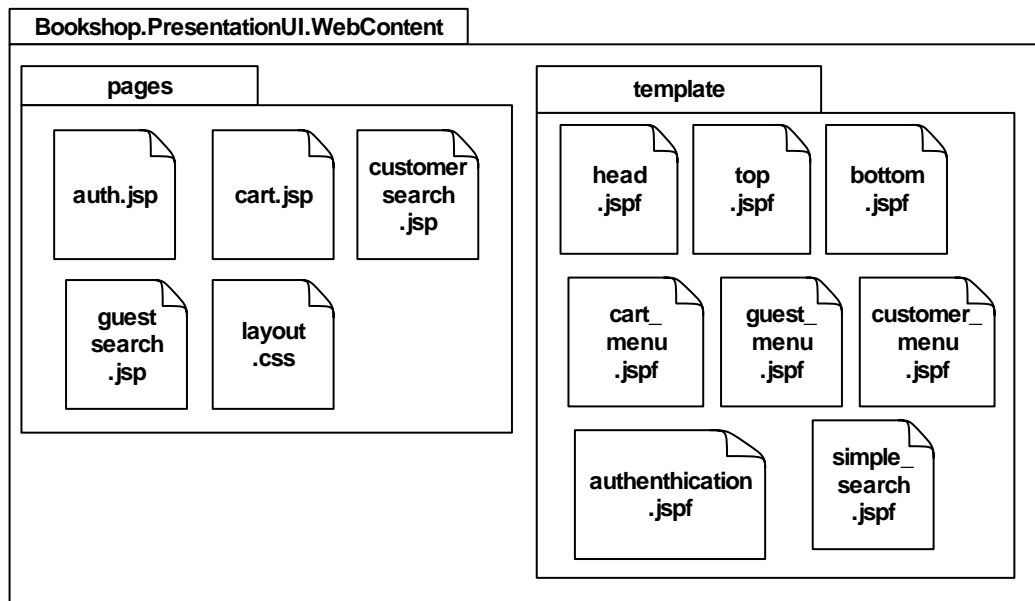 Bookshop.PresentationUI.WebContent
pages
auth.jsp
cart.jsp
customer
search
.jsp
guest
search
.jsp
layout
.css
template
head
.jspf
top
.jspf
bottom
.jspf
cart_
menu
.jspf
guest_
menu
.jspf
customer_
menu
.jspf
authenthication
.jspf
simple_
search
.jspf